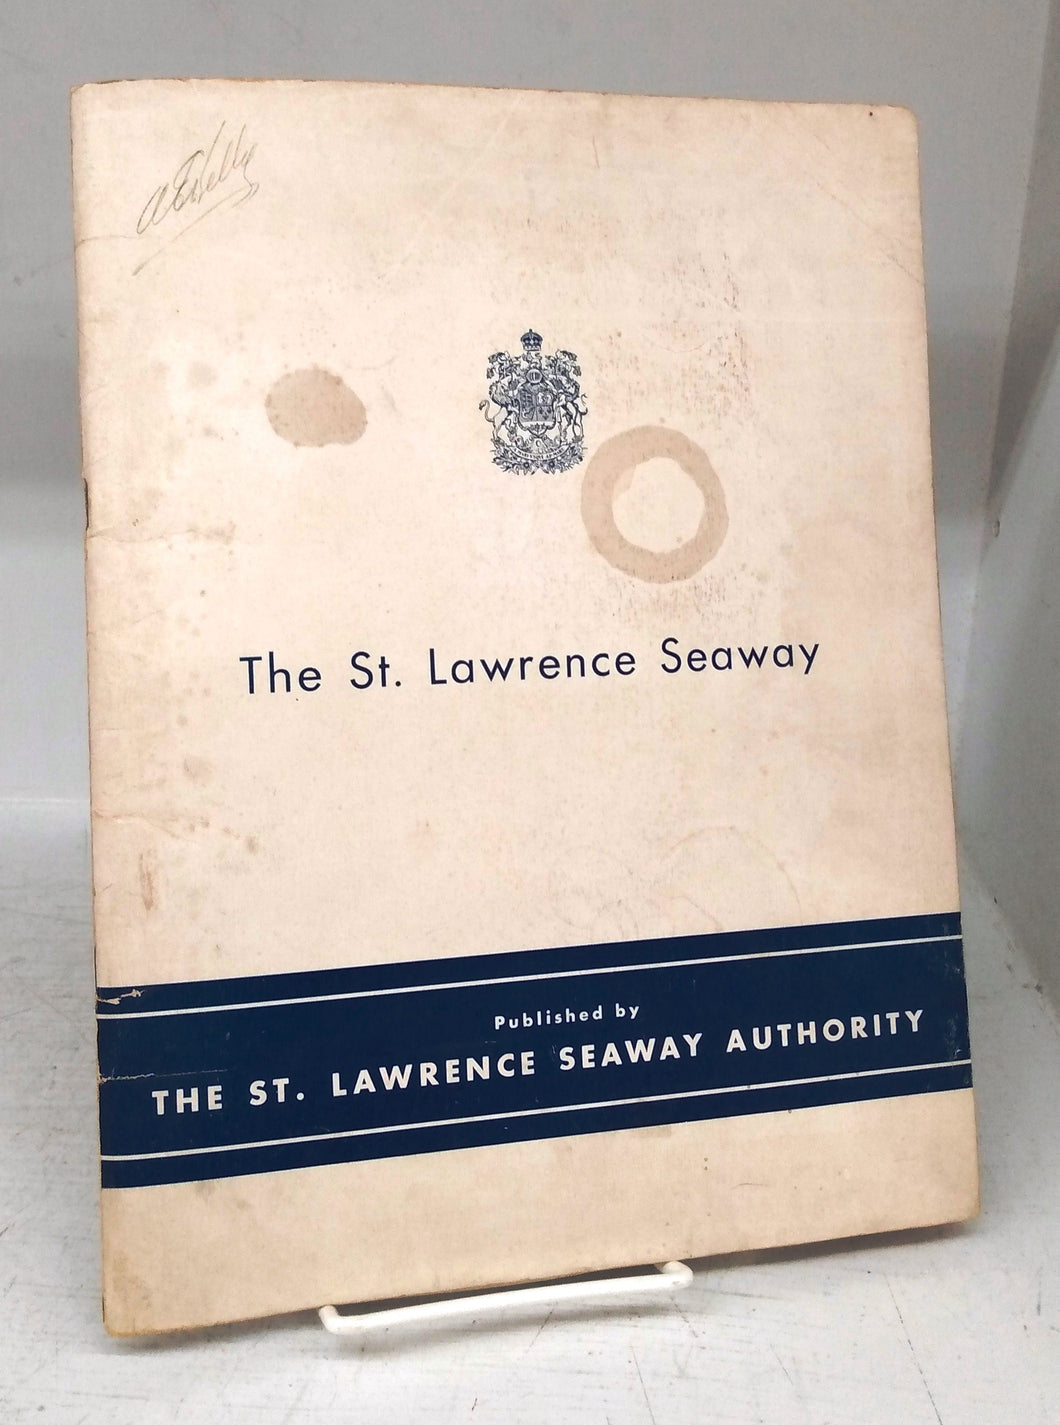 The St. Lawrence Seaway
Published by
THE ST. LAWRENCE SEAWAY AUTHORITY